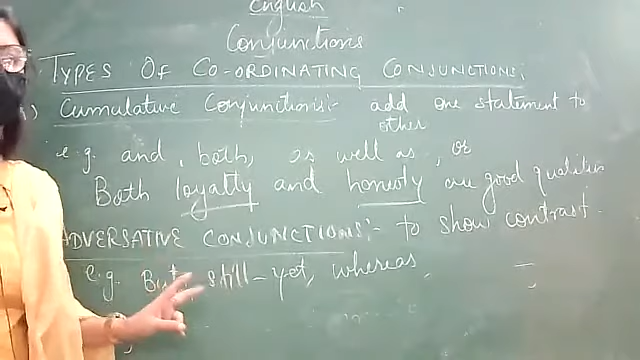 English
Conjunctions
TYPES OF CO-ORDINATING CONJUNCTIONS:
Cumulative Conjunctions:- add one statement to
other
e.g. and, both, as well as, or
Both loyalty and honesty are good qualities
ADVERSATIVE CONJUNCTIONS:- to show contrast.
e.g. But, still - yet, whereas,